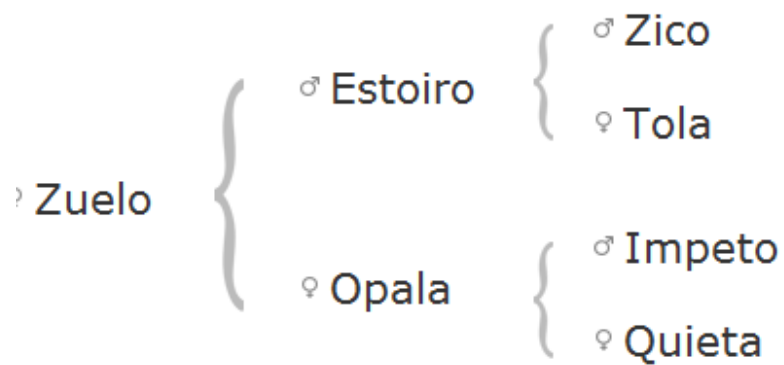 ♂ Zico
♂ Estoiro
♀ Tola
♀ Zuelo
♂ Impeto
♀ Opala
♀ Quieta